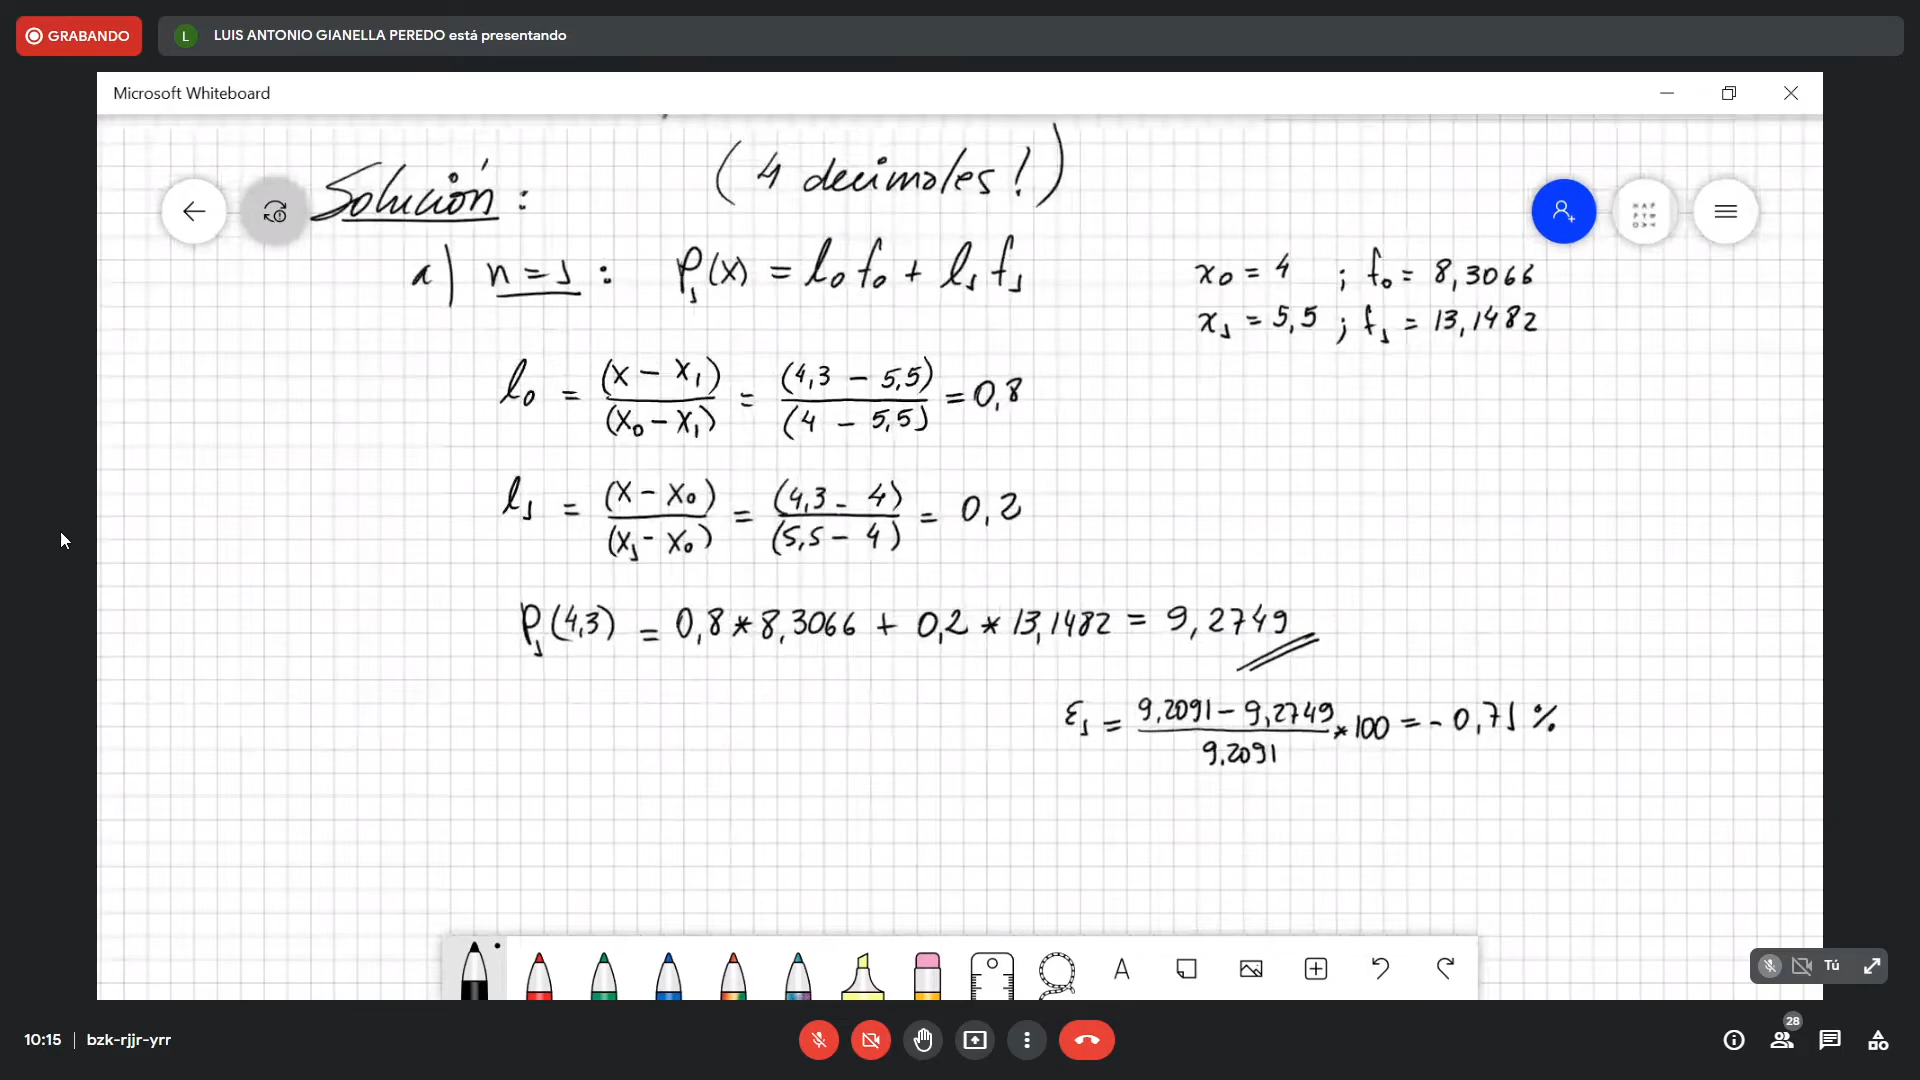 GRABANDO
L LUIS ANTONIO GIANELLA PEREDO está presentando
Microsoft Whiteboard
Solución: (4 decimales!)
a) n=1: P₁(x) = l₀f₀ + l₁f₁
x₀ = 4 ; f₀ = 8,3066
x₁ = 5,5 ; f₁ = 13,1482
l₀ = (x - x₁)/(x₀ - x₁) = (4,3 - 5,5)/(4 - 5,5) = 0,8
l₁ = (x - x₀)/(x₁ - x₀) = (4,3 - 4)/(5,5 - 4) = 0,2
P₁(4,3) = 0,8 * 8,3066 + 0,2 * 13,1482 = 9,2749
ε₁ = (9,2091 - 9,2749)/9.2091 * 100 = - 0,71 %
A
Tú
10:15 | bzk-rjjr-yrr
28